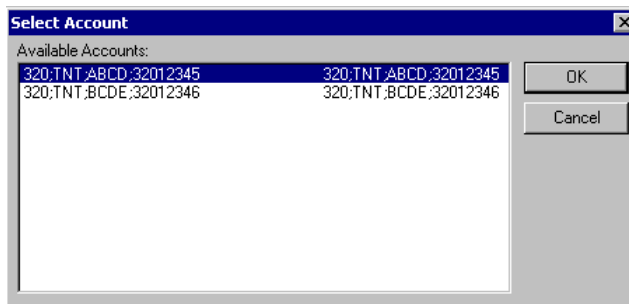 Select Account
Available Accounts:
320;TNT;ABCD;32012345 320;TNT;ABCD;32012345
320;TNT;BCDE;32012346 320;TNT;BCDE;32012346
OK
Cancel